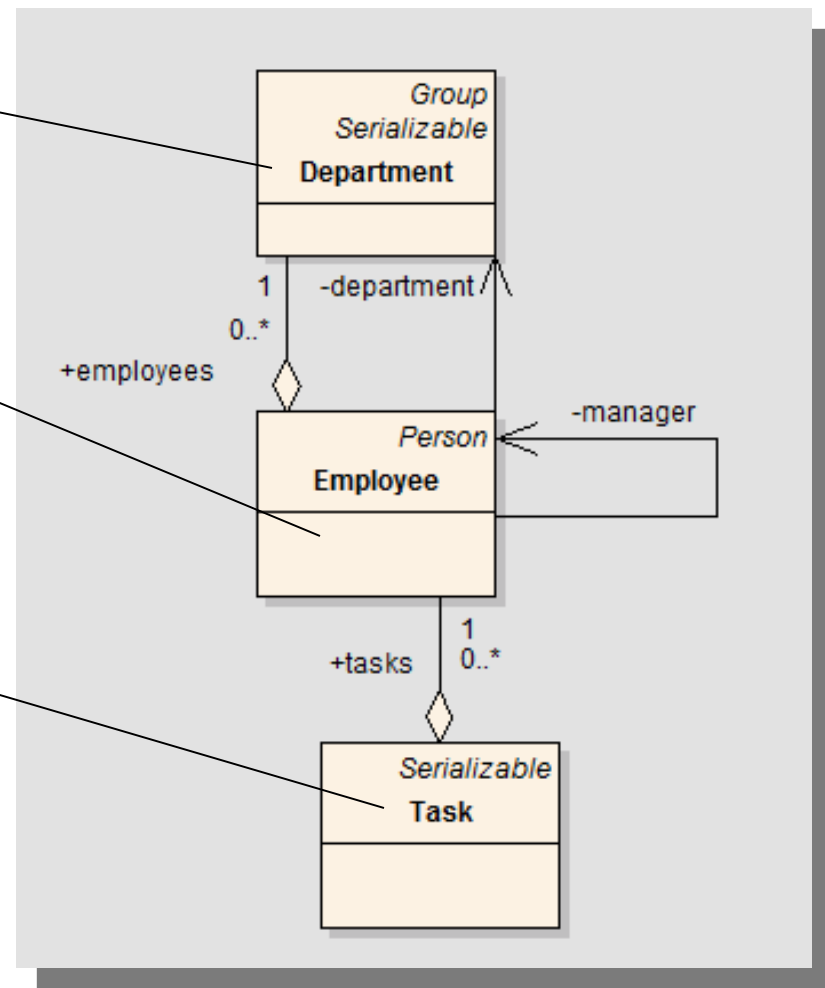 Group
Serializable
Department
1
-department
0..*
+employees
-manager
Person
Employee
1
+tasks
0..*
Serializable
Task